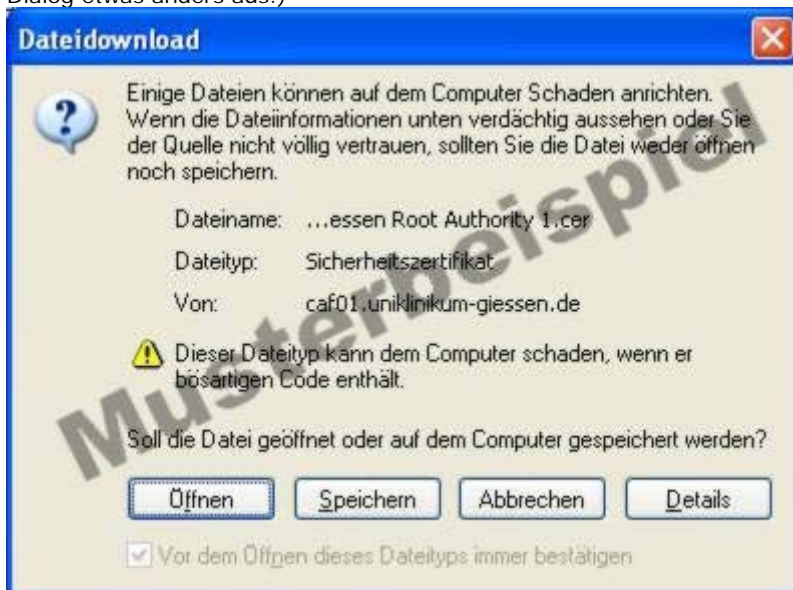 Dialog etwas anders aus.)
Dateidownload
Einige Dateien können auf dem Computer Schaden anrichten.
Wenn die Dateiinformationen unten verdächtig aussehen oder Sie
der Quelle nicht völlig vertrauen, sollten Sie die Datei weder öffnen
noch speichern.
Dateiname: ...essen Root Authority 1.cer
Dateityp: Sicherheitszertifikat
Von: caf01.uniklinikum-giessen.de
Dieser Dateityp kann dem Computer schaden, wenn er
bösartigen Code enthält.
Soll die Datei geöffnet oder auf dem Computer gespeichert werden?
Öffnen Speichern Abbrechen Details
Vor dem Öffnen dieses Dateityps immer bestätigen
Musterbeispiel